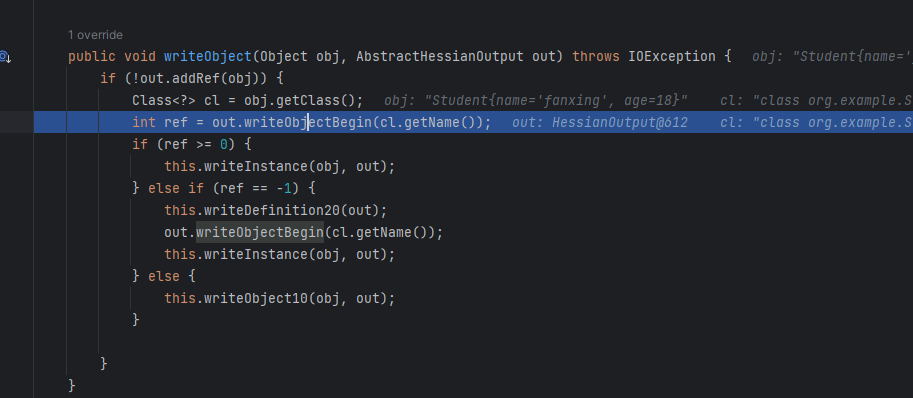 1 override
public void writeObject(Object obj, AbstractHessianOutput out) throws IOException {   obj: "Student{name='
if (!out.addRef(obj)) {
Class<?> cl = obj.getClass();   obj: "Student{name='fanxing', age=18}"   cl: "class org.example.S
int ref = out.writeObjectBegin(cl.getName());   out: HessianOutput@612   cl: "class org.example.S
if (ref >= 0) {
this.writeInstance(obj, out);
} else if (ref == -1) {
this.writeDefinition20(out);
out.writeObjectBegin(cl.getName());
this.writeInstance(obj, out);
} else {
this.writeObject10(obj, out);
}
}
}